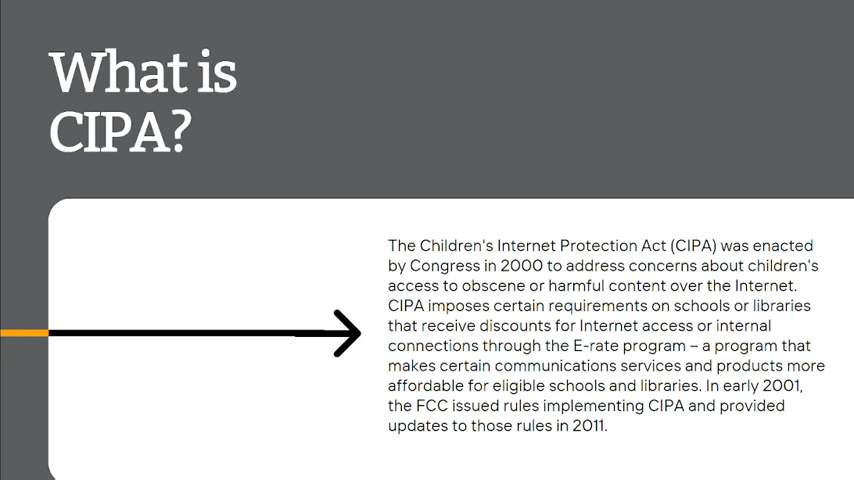 What is
CIPA?
The Children's Internet Protection Act (CIPA) was enacted
by Congress in 2000 to address concerns about children's
access to obscene or harmful content over the Internet.
CIPA imposes certain requirements on schools or libraries
that receive discounts for Internet access or internal
connections through the E-rate program – a program that
makes certain communications services and products more
affordable for eligible schools and libraries. In early 2001,
the FCC issued rules implementing CIPA and provided
updates to those rules in 2011.